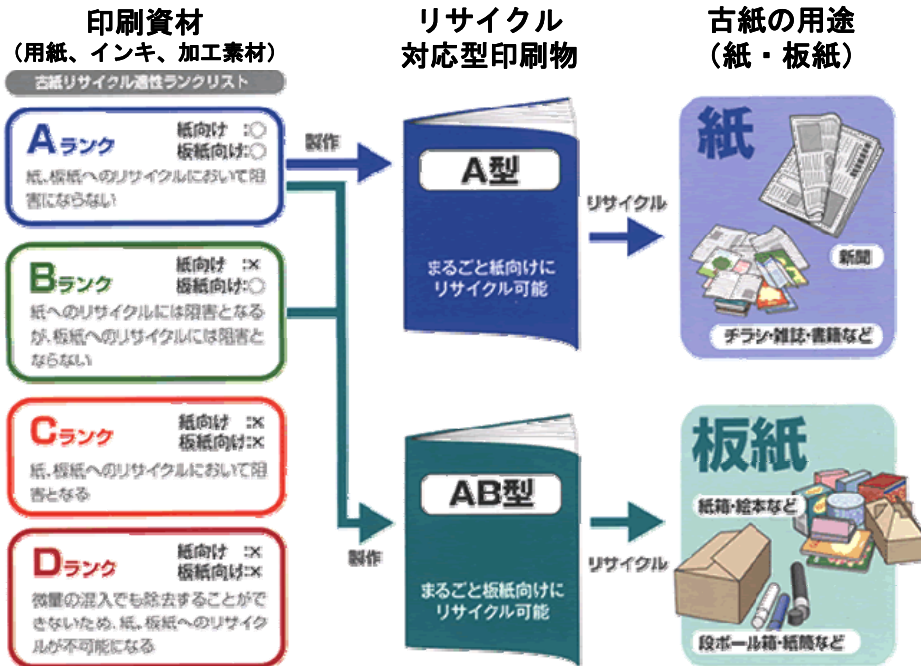 印刷資材
（用紙、インキ、加工素材）
古紙リサイクル適性ランクリスト
Aランク
紙向け :○
板紙向け:○
紙、板紙へのリサイクルにおいて阻
害にならない
Bランク
紙向け :×
板紙向け:○
紙へのリサイクルには阻害となる
が、板紙へのリサイクルには阻害と
ならない
Cランク
紙向け :×
板紙向け:×
紙、板紙へのリサイクルにおいて阻
害となる
Dランク
紙向け :×
板紙向け:×
微量の混入でも除去することがで
きないため、紙、板紙へのリサイク
ルが不可能になる
製作
製作
リサイクル
対応型印刷物
A型
まるごと紙向けに
リサイクル可能
AB型
まるごと板紙向けに
リサイクル可能
リサイクル
リサイクル
古紙の用途
（紙・板紙）
紙
新聞
チラシ・雑誌・書籍など
板紙
紙箱・絵本など
段ボール箱・紙筒など